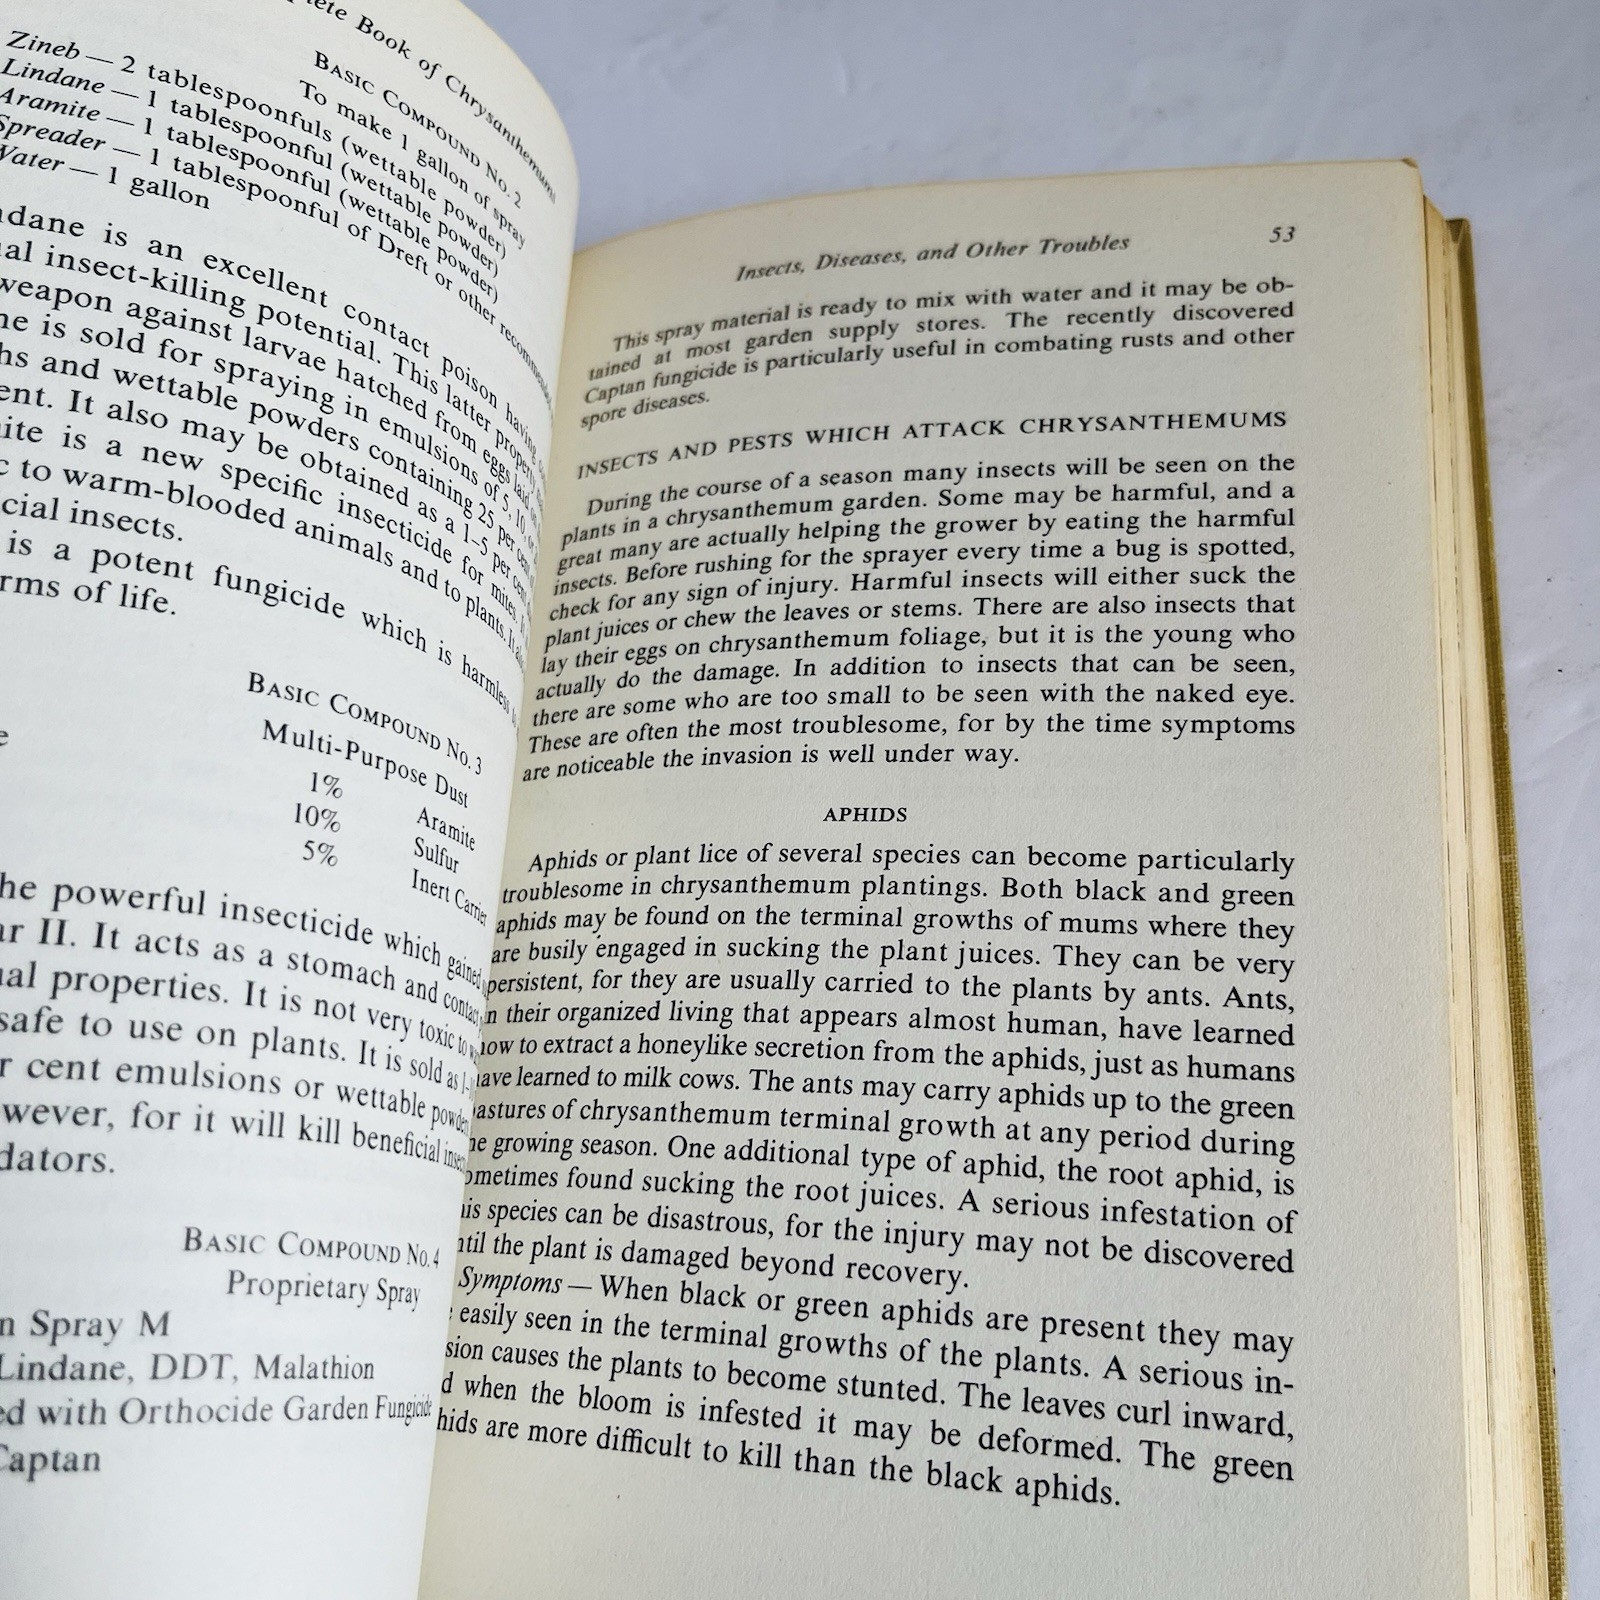 Book of Chrysanthemums
BASIC COMPOUND NO. 2
To make 1 gallon of spray
Zineb — 2 tablespoonfuls (wettable powder)
Lindane — 1 tablespoonful (wettable powder)
Aramite — 1 tablespoonful (wettable powder)
Spreader — 1 tablespoonful of Dreft or other
Water — 1 gallon
is an excellent contact poison having
insect-killing potential. This latter property
weapon against larvae hatched from eggs laid
is sold for spraying in emulsions of 5, 10,
and wettable powders containing 25 per cent
It also may be obtained as a 1–5 per cent
is a new specific insecticide for mites.
to warm-blooded animals and to plants. It
insects.
is a potent fungicide which is harmless
of life.
BASIC COMPOUND NO. 3
Multi-Purpose Dust
1% Aramite
10% Sulfur
5% Inert Carrier
powerful insecticide which gained
II. It acts as a stomach and contact
properties. It is not very toxic to
safe to use on plants. It is sold as
cent emulsions or wettable powders
for it will kill beneficial
BASIC COMPOUND NO. 4
Proprietary Spray
Spray M
Lindane, DDT, Malathion
with Orthocide Garden Fungicide
Captan
Insects, Diseases, and Other Troubles 53
This spray material is ready to mix with water and it may be ob-
tained at most garden supply stores. The recently discovered
Captan fungicide is particularly useful in combating rusts and other
spore diseases.
INSECTS AND PESTS WHICH ATTACK CHRYSANTHEMUMS
During the course of a season many insects will be seen on the
plants in a chrysanthemum garden. Some may be harmful, and a
great many are actually helping the grower by eating the harmful
insects. Before rushing for the sprayer every time a bug is spotted,
check for any sign of injury. Harmful insects will either suck the
plant juices or chew the leaves or stems. There are also insects that
lay their eggs on chrysanthemum foliage, but it is the young who
actually do the damage. In addition to insects that can be seen,
there are some who are too small to be seen with the naked eye.
These are often the most troublesome, for by the time symptoms
are noticeable the invasion is well under way.
APHIDS
Aphids or plant lice of several species can become particularly
troublesome in chrysanthemum plantings. Both black and green
aphids may be found on the terminal growths of mums where they
are busily engaged in sucking the plant juices. They can be very
persistent, for they are usually carried to the plants by ants. Ants,
in their organized living that appears almost human, have learned
how to extract a honeylike secretion from the aphids, just as humans
have learned to milk cows. The ants may carry aphids up to the green
pastures of chrysanthemum terminal growth at any period during
the growing season. One additional type of aphid, the root aphid, is
sometimes found sucking the root juices. A serious infestation of
this species can be disastrous, for the injury may not be discovered
until the plant is damaged beyond recovery.
Symptoms — When black or green aphids are present they may
easily seen in the terminal growths of the plants. A serious in-
causes the plants to become stunted. The leaves curl inward,
when the bloom is infested it may be deformed. The green
aphids are more difficult to kill than the black aphids.